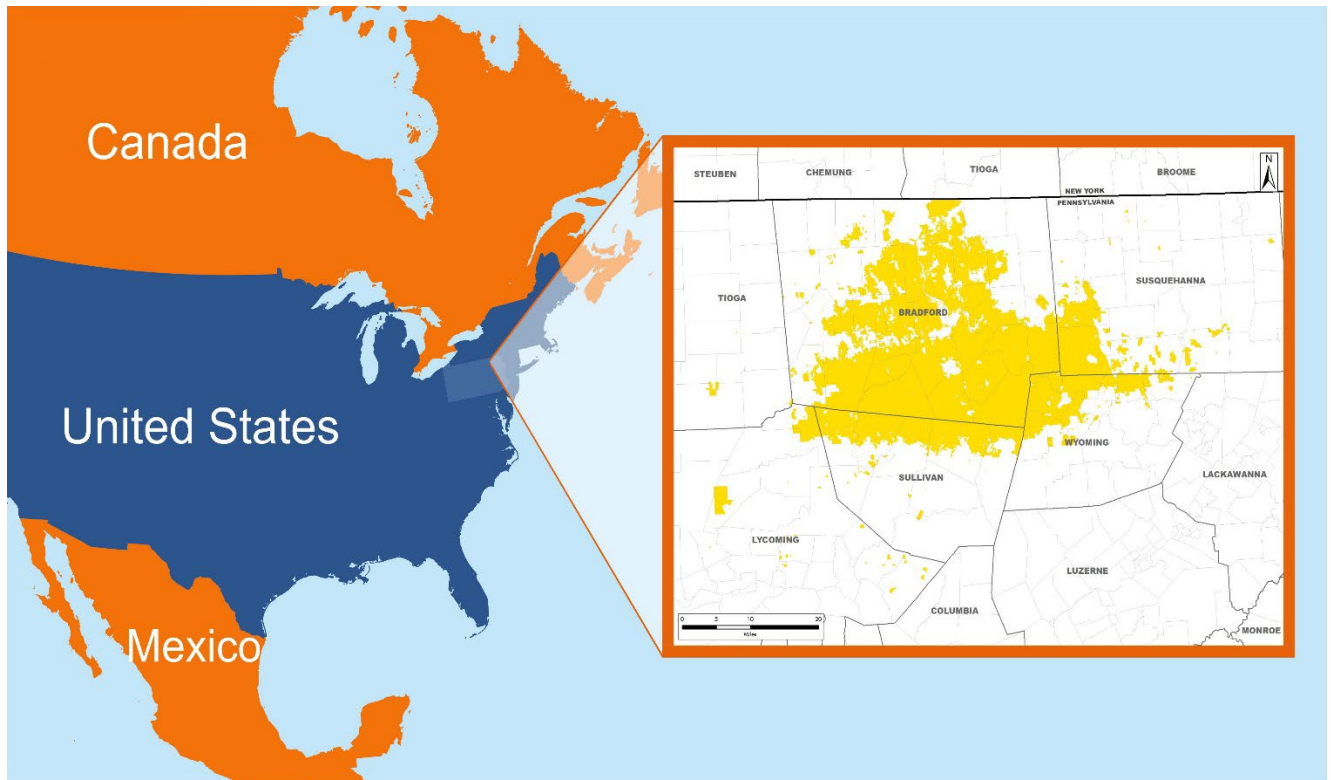 Canada
United States
Mexico
N
STEUBEN
CHEMUNG
TIOGA
BROOME
NEW YORK
PENNSYLVANIA
TIOGA
BRADFORD
SUSQUEHANNA
WYOMING
LACKAWANNA
SULLIVAN
LYCOMING
LUZERNE
COLUMBIA
MONROE
0 5 10 20
Miles